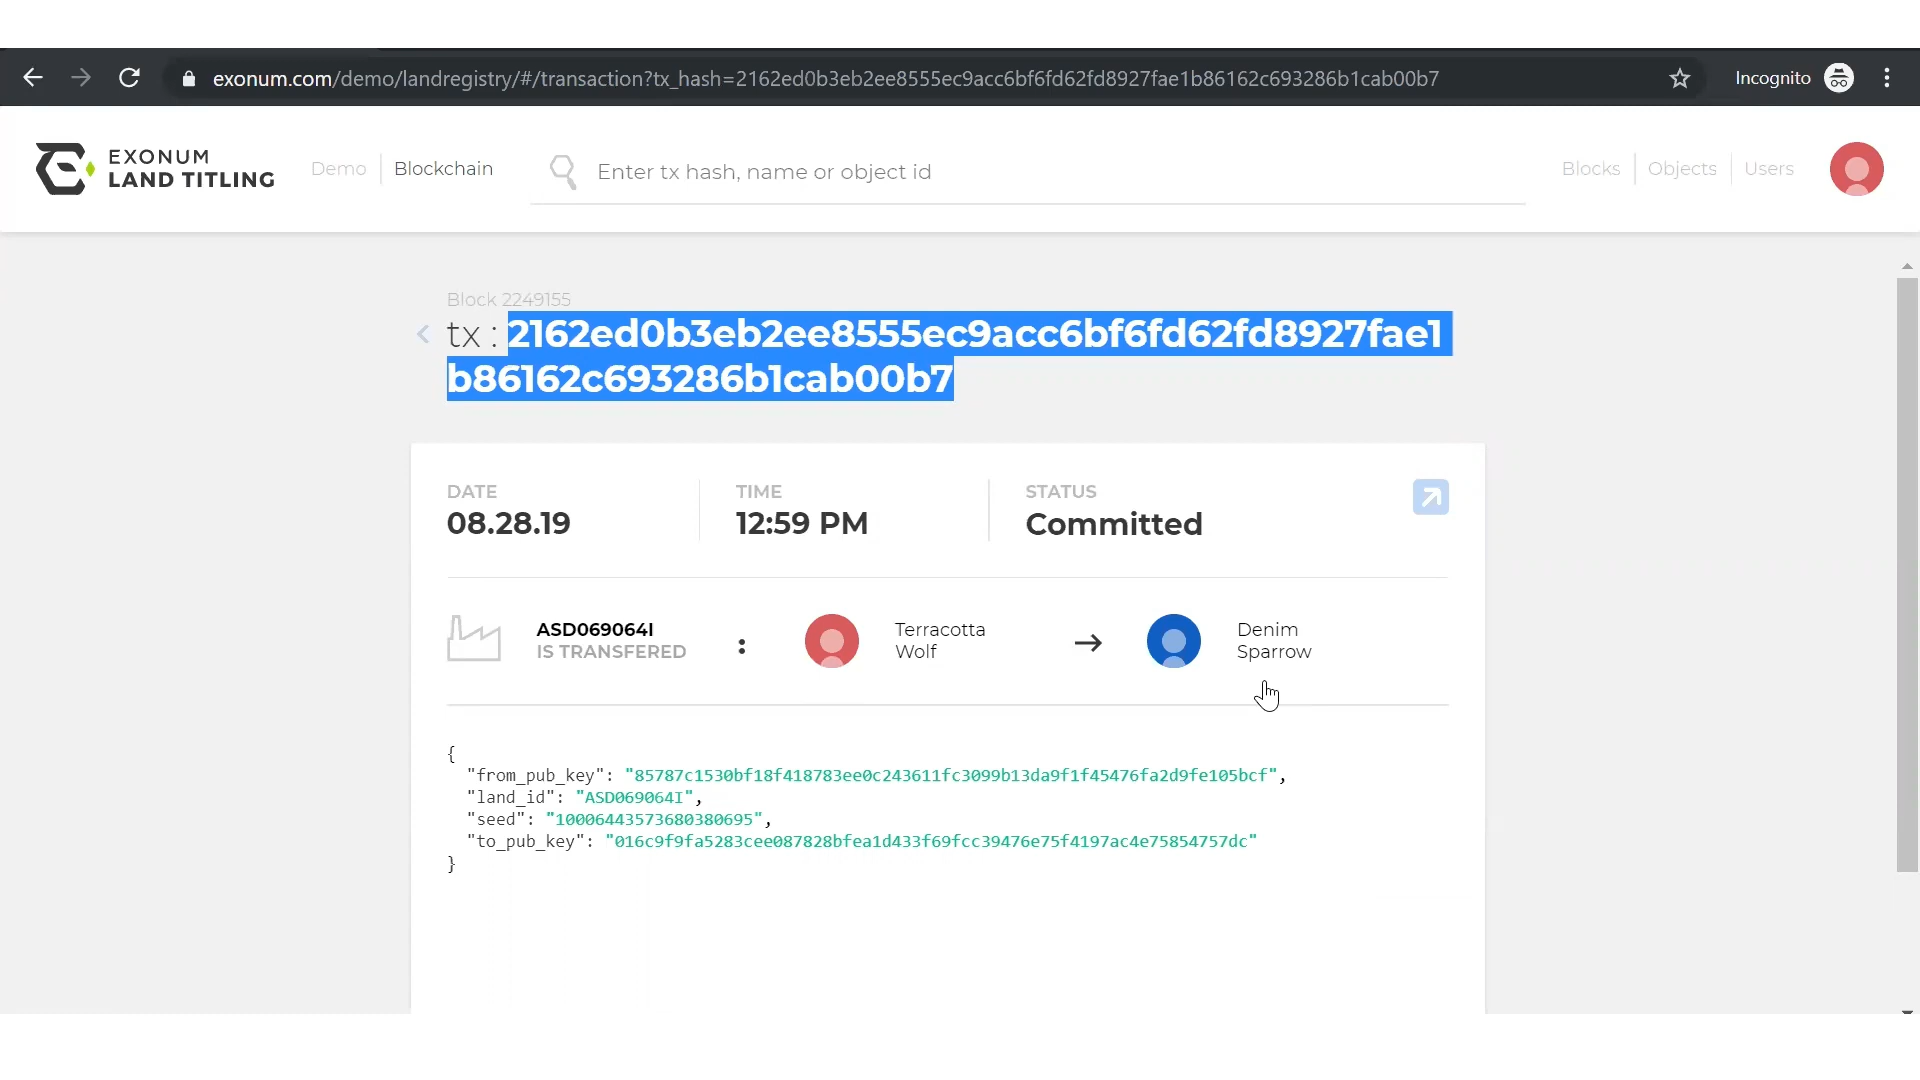 exonum.com/demo/landregistry/#/transaction?tx_hash=2162ed0b3eb2ee8555ec9acc6bf6fd62fd8927fae1b86162c693286b1cab00b7
Incognito
EXONUM
LAND TITLING
Demo
Blockchain
Enter tx hash, name or object id
Blocks
Objects
Users
Block 2249155
tx : 2162ed0b3eb2ee8555ec9acc6bf6fd62fd8927fae1
b86162c693286b1cab00b7
DATE
08.28.19
TIME
12:59 PM
STATUS
Committed
ASD069064I
IS TRANSFERED
:
Terracotta
Wolf
→
Denim
Sparrow
{
"from_pub_key": "85787c1530bf18f418783ee0c243611fc3099b13da9f1f45476fa2d9fe105bcf",
"land_id": "ASD069064I",
"seed": "10006443573680380695",
"to_pub_key": "016c9f9fa5283cee087828bfea1d433f69fcc39476e75f4197ac4e75854757dc"
}